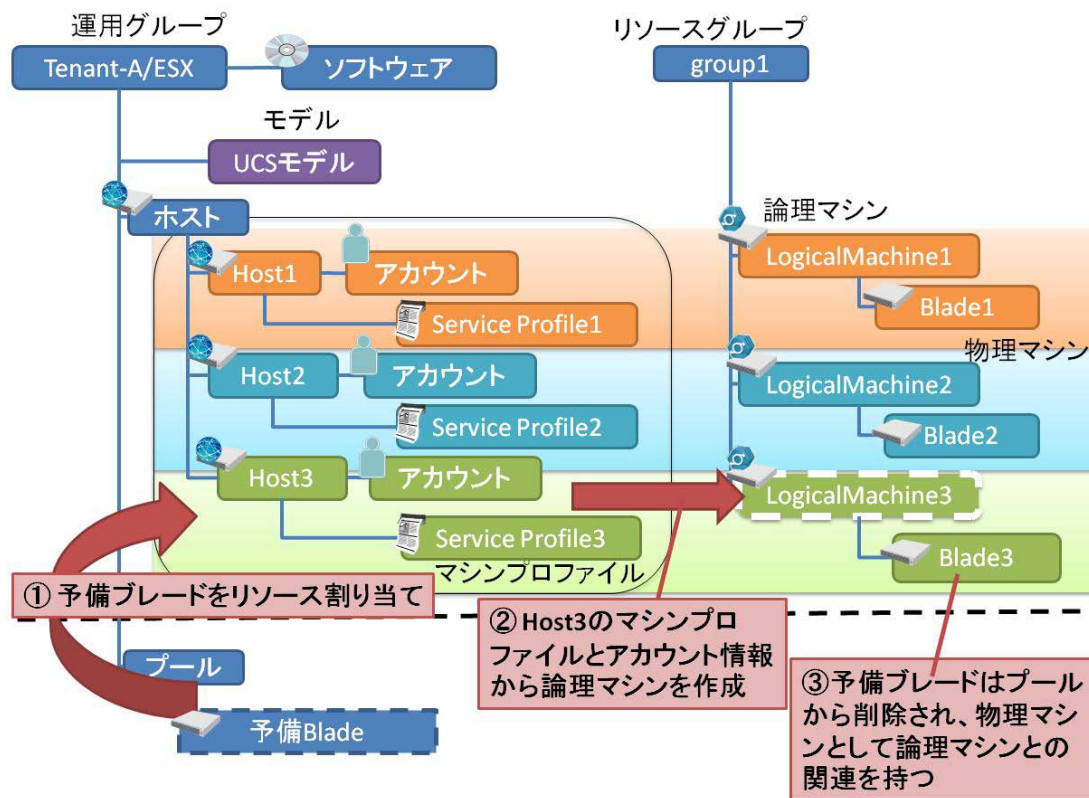 運用グループ
リソースグループ
Tenant-A/ESX
ソフトウェア
group1
モデル
UCSモデル
ホスト
論理マシン
Host1
アカウント
LogicalMachine1
Service Profile1
Blade1
物理マシン
Host2
アカウント
LogicalMachine2
Service Profile2
Blade2
Host3
アカウント
LogicalMachine3
Service Profile3
Blade3
マシンプロファイル
① 予備ブレードをリソース割り当て
② Host3のマシンプロ
ファイルとアカウント情報
から論理マシンを作成
プール
予備Blade
③予備ブレードはプール
から削除され、物理マシ
ンとして論理マシンとの
関連を持つ